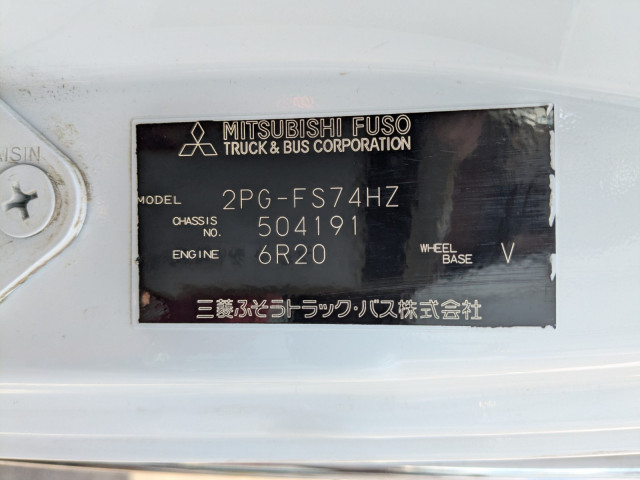 MITSUBISHI FUSO
TRUCK & BUS CORPORATION
AISIN
MODEL 2PG-FS74HZ
CHASSIS NO. 504191
ENGINE 6R20 WHEEL BASE V
三菱ふそうトラック・バス株式会社